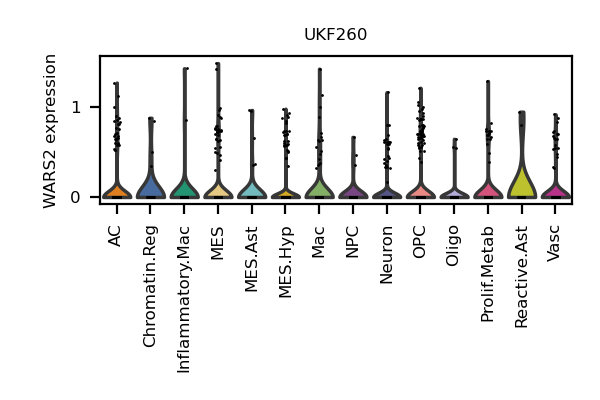 UKF260
WARS2 expression
1
0
AC
Chromatin.Reg
Inflammatory.Mac
MES
MES.Ast
MES.Hyp
Mac
NPC
Neuron
OPC
Oligo
Prolif.Metab
Reactive.Ast
Vasc